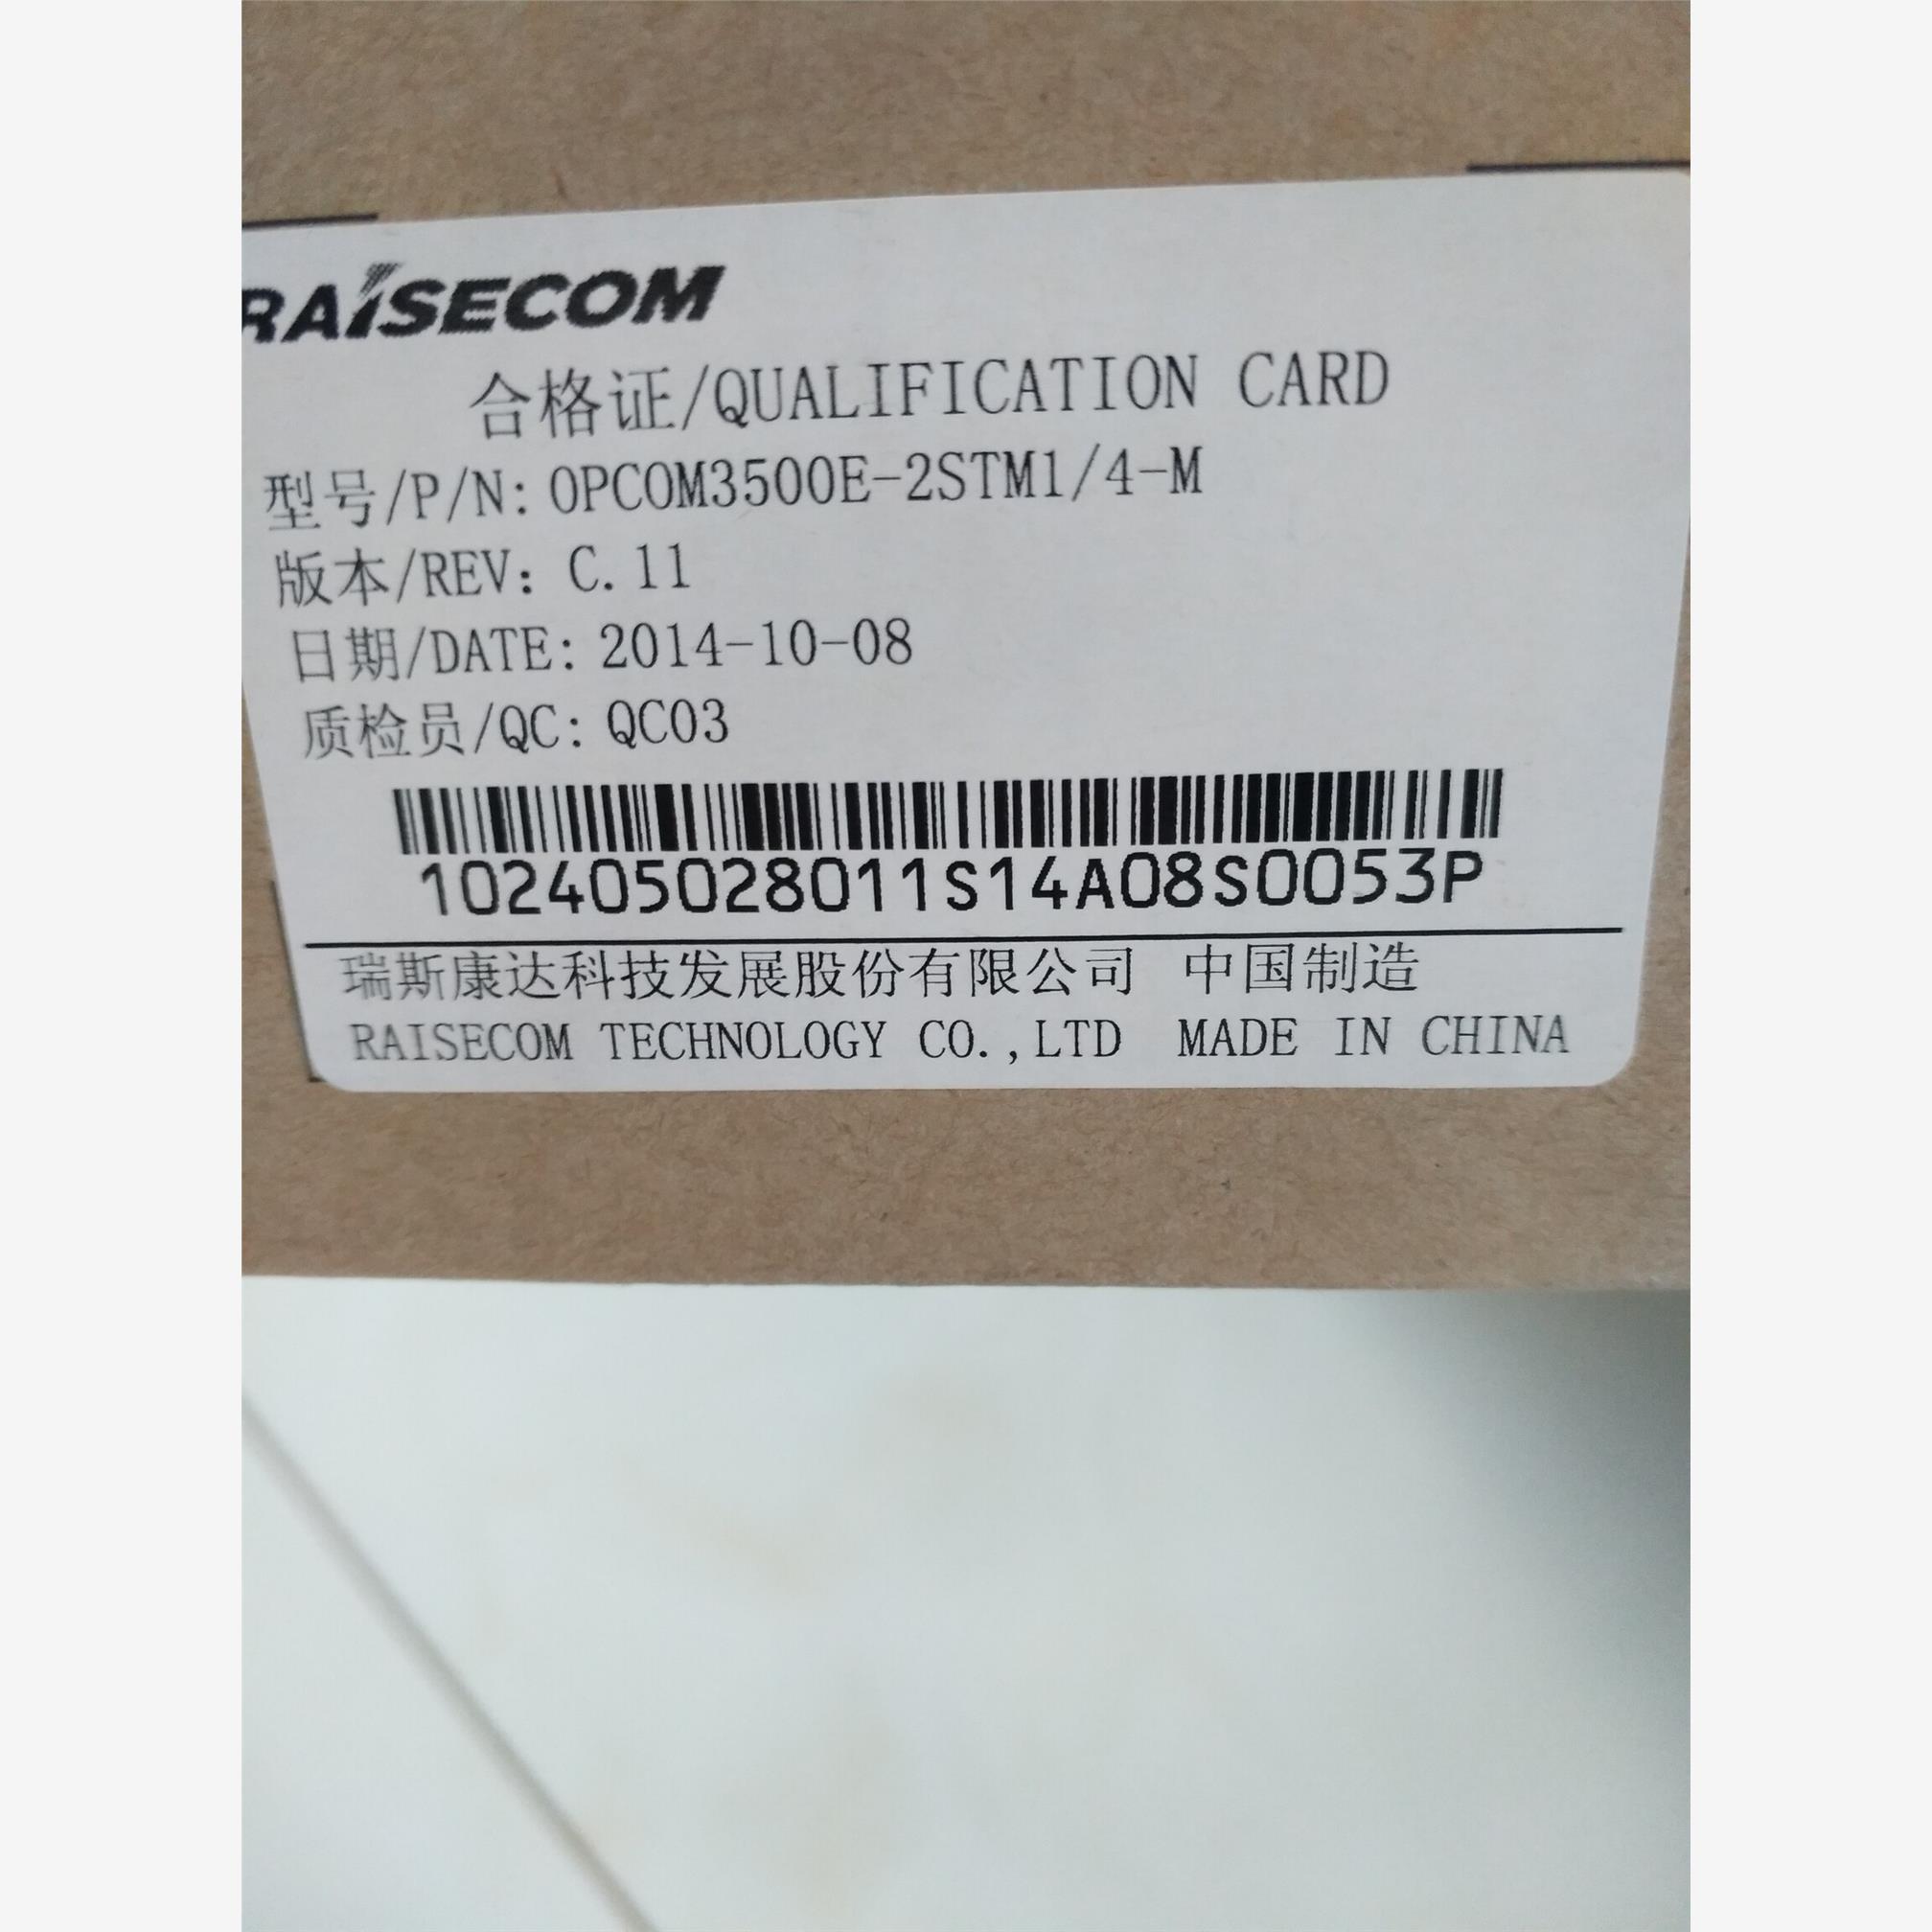 RAISECOM
合格证/QUALIFICATION CARD
型号/P/N: OPCOM3500E-2STM1/4-M
版本/REV: C.11
日期/DATE: 2014-10-08
质检员/QC: QC03
102405028011S14A08S0053P
瑞斯康达科技发展股份有限公司 中国制造
RAISECOM TECHNOLOGY CO.,LTD MADE IN CHINA